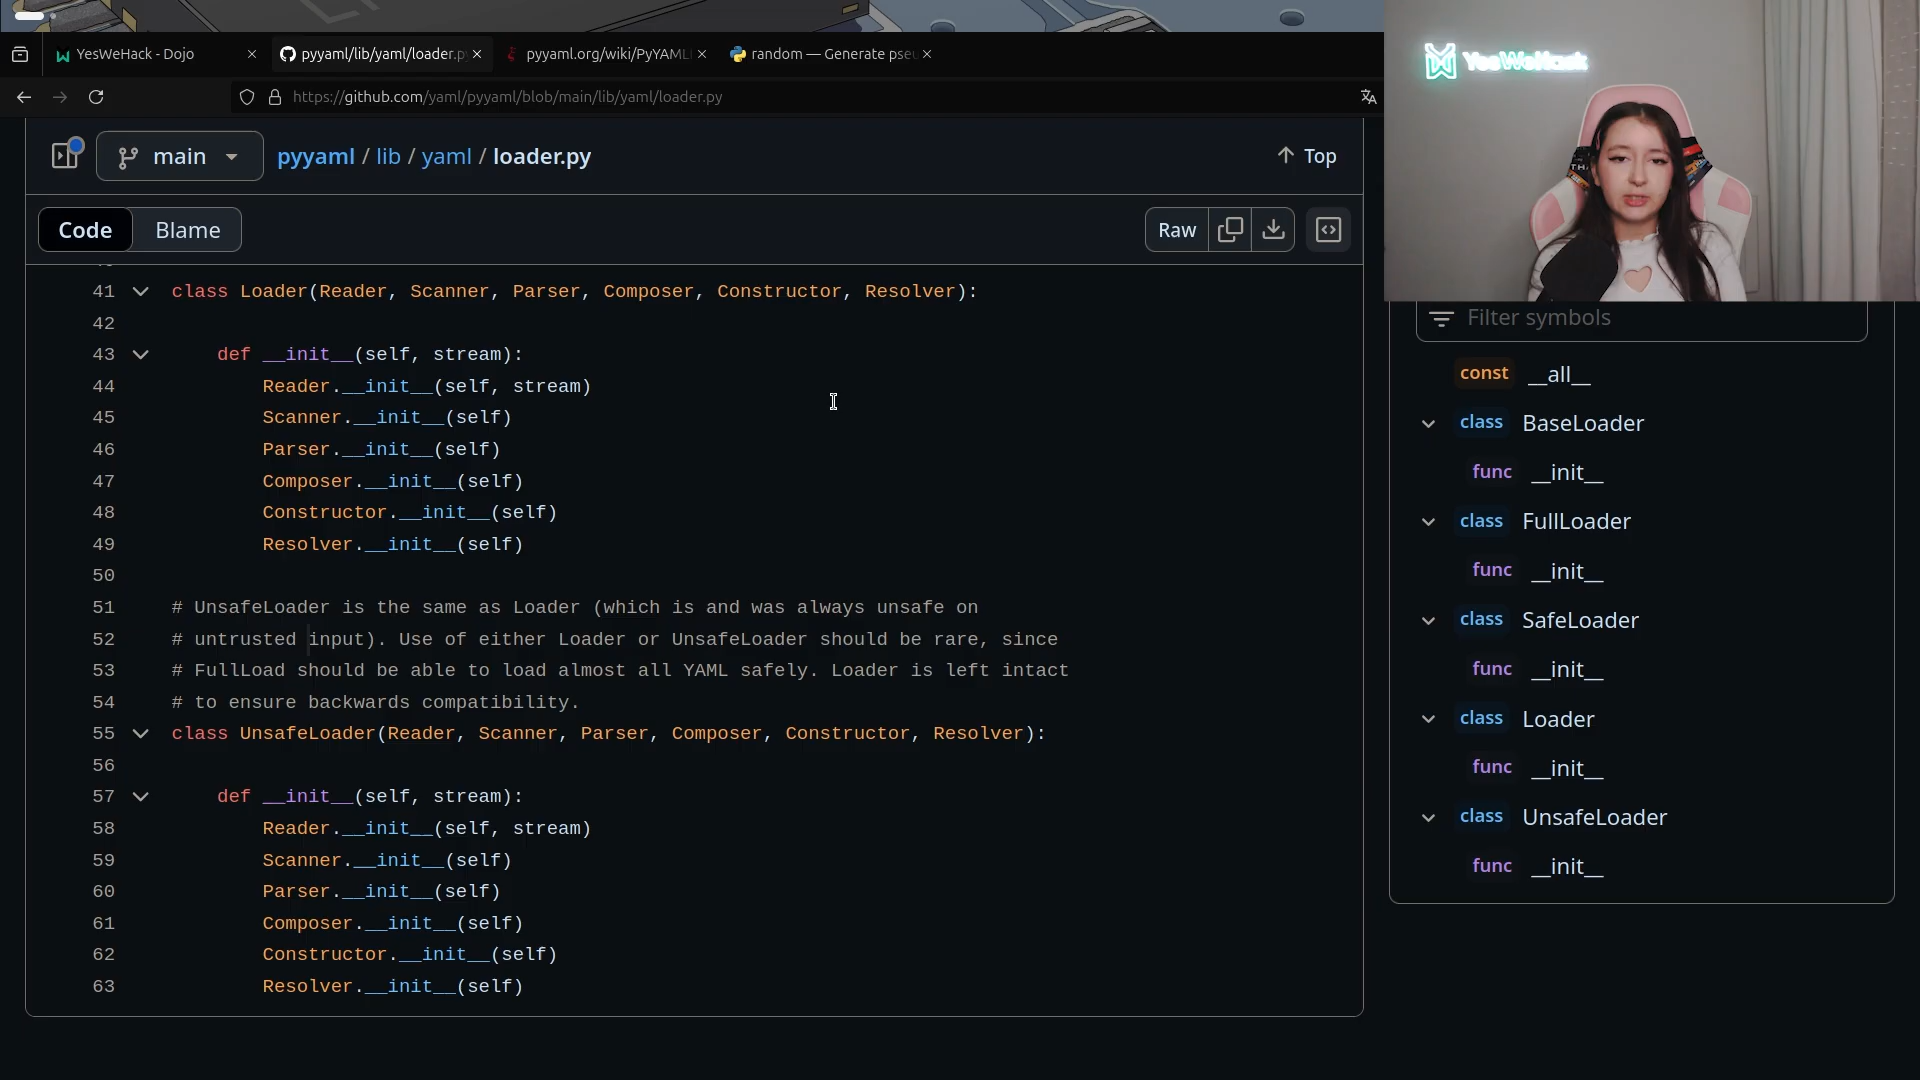 YesWeHack - Dojo
pyyaml/lib/yaml/loader.p
pyyaml.org/wiki/PyYAML
random — Generate pseu
https://github.com/yaml/pyyaml/blob/main/lib/yaml/loader.py
YesWeHack
main
pyyaml / lib / yaml / loader.py
Top
Code
Blame
Raw
41 class Loader(Reader, Scanner, Parser, Composer, Constructor, Resolver):
42
43 def __init__(self, stream):
44 Reader.__init__(self, stream)
45 Scanner.__init__(self)
46 Parser.__init__(self)
47 Composer.__init__(self)
48 Constructor.__init__(self)
49 Resolver.__init__(self)
50
51 # UnsafeLoader is the same as Loader (which is and was always unsafe on
52 # untrusted input). Use of either Loader or UnsafeLoader should be rare, since
53 # FullLoad should be able to load almost all YAML safely. Loader is left intact
54 # to ensure backwards compatibility.
55 class UnsafeLoader(Reader, Scanner, Parser, Composer, Constructor, Resolver):
56
57 def __init__(self, stream):
58 Reader.__init__(self, stream)
59 Scanner.__init__(self)
60 Parser.__init__(self)
61 Composer.__init__(self)
62 Constructor.__init__(self)
63 Resolver.__init__(self)
Filter symbols
const __all__
class BaseLoader
func __init__
class FullLoader
func __init__
class SafeLoader
func __init__
class Loader
func __init__
class UnsafeLoader
func __init__